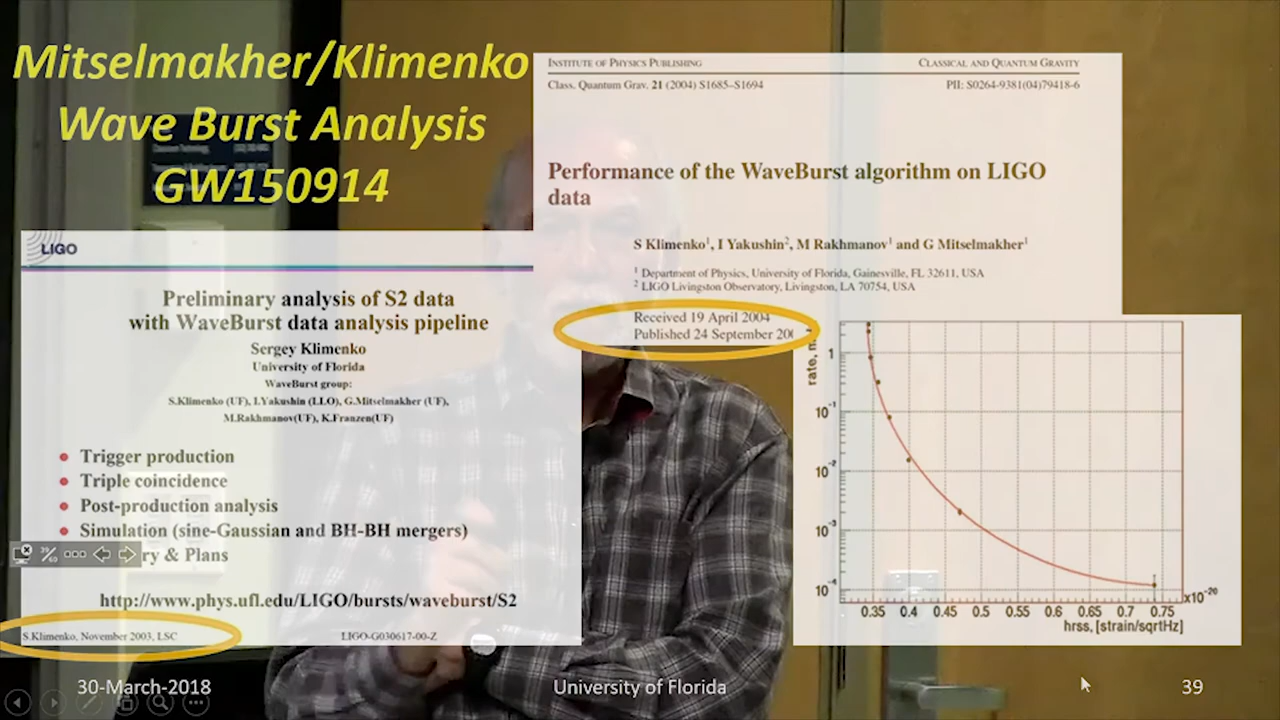 Mitselmakher/Klimenko
Wave Burst Analysis
GW150914
INSTITUTE OF PHYSICS PUBLISHING
CLASSICAL AND QUANTUM GRAVITY
Class. Quantum Grav. 21 (2004) S1685–S1694
PII: S0264-9381(04)79418-6
Performance of the WaveBurst algorithm on LIGO
data
S Klimenko1, I Yakushin2, M Rakhmanov1 and G Mitselmakher1
1 Department of Physics, University of Florida, Gainesville, FL 32611, USA
2 LIGO Livingston Observatory, Livingston, LA 70754, USA
Received 19 April 2004
Published 24 September 200
LIGO
Preliminary analysis of S2 data
with WaveBurst data analysis pipeline
Sergey Klimenko
University of Florida
WaveBurst group:
S.Klimenko (UF), I.Yakushin (LLO), G.Mitselmakher (UF),
M.Rakhmanov(UF), K.Franzen(UF)
• Trigger production
• Triple coincidence
• Post-production analysis
• Simulation (sine-Gaussian and BH-BH mergers)
ry & Plans
http://www.phys.ufl.edu/LIGO/bursts/waveburst/S2
S.Klimenko, November 2003, LSC
LIGO-G030617-00-Z
rate,
1
10-1
10-2
10-3
10-4
0.35 0.4 0.45 0.5 0.55 0.6 0.65 0.7 0.75
x10-20
hrss, [strain/sqrtHz]
30-March-2018
University of Florida
39